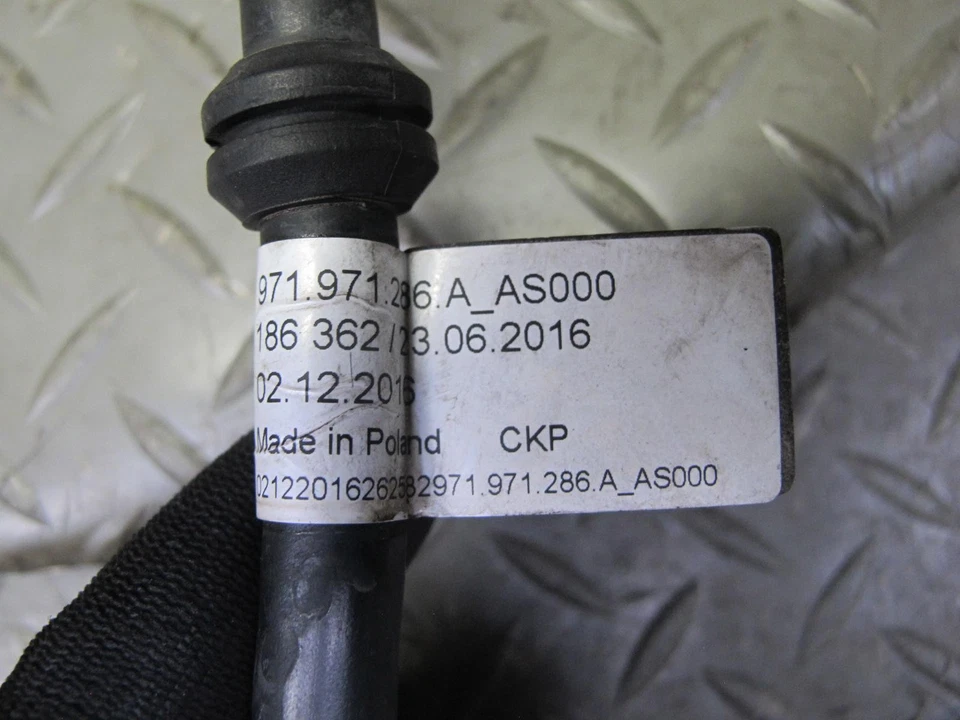 971.971.286.A_AS000
186 362 / 23.06.2016
02.12.2016
Made in Poland CKP
02122016262582971.971.286.A_AS000